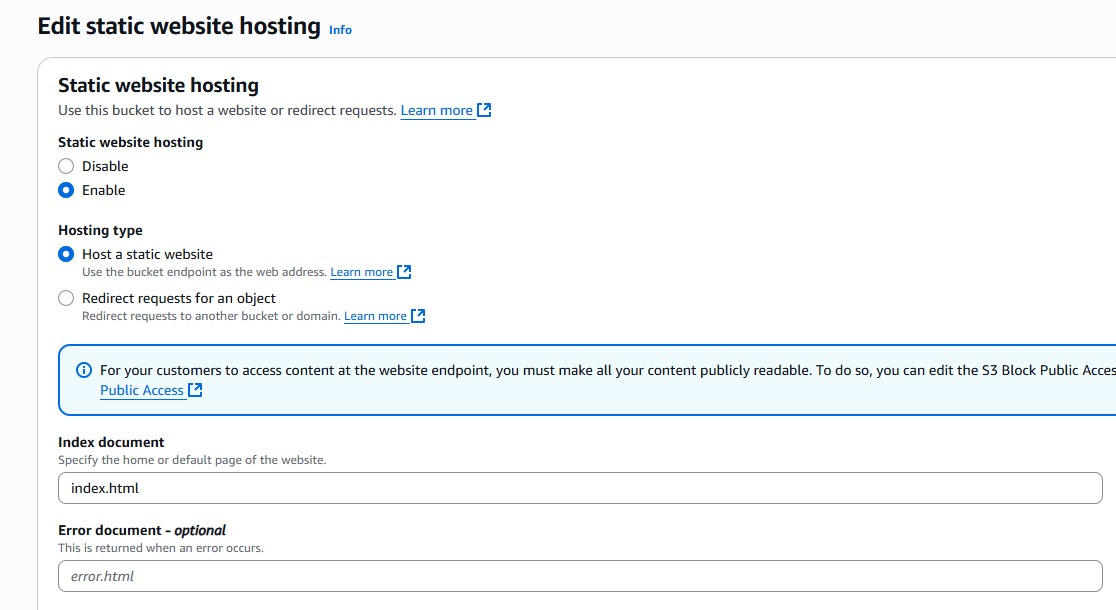 Edit static website hosting Info
Static website hosting
Use this bucket to host a website or redirect requests. Learn more
Static website hosting
Disable
Enable
Hosting type
Host a static website
Use the bucket endpoint as the web address. Learn more
Redirect requests for an object
Redirect requests to another bucket or domain. Learn more
For your customers to access content at the website endpoint, you must make all your content publicly readable. To do so, you can edit the S3 Block Public Acces
Public Access
Index document
Specify the home or default page of the website.
index.html
Error document - optional
This is returned when an error occurs.
error.html